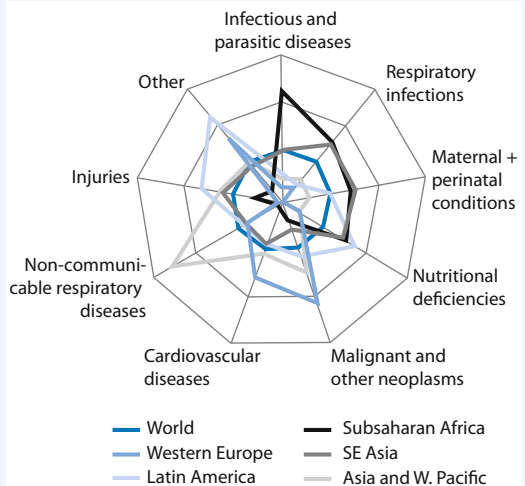 Infectious and
parasitic diseases
Respiratory
infections
Maternal +
perinatal
conditions
Nutritional
deficiencies
Malignant and
other neoplasms
Cardiovascular
diseases
Non-communi-
cable respiratory
diseases
Injuries
Other
World
Western Europe
Latin America
Subsaharan Africa
SE Asia
Asia and W. Pacific